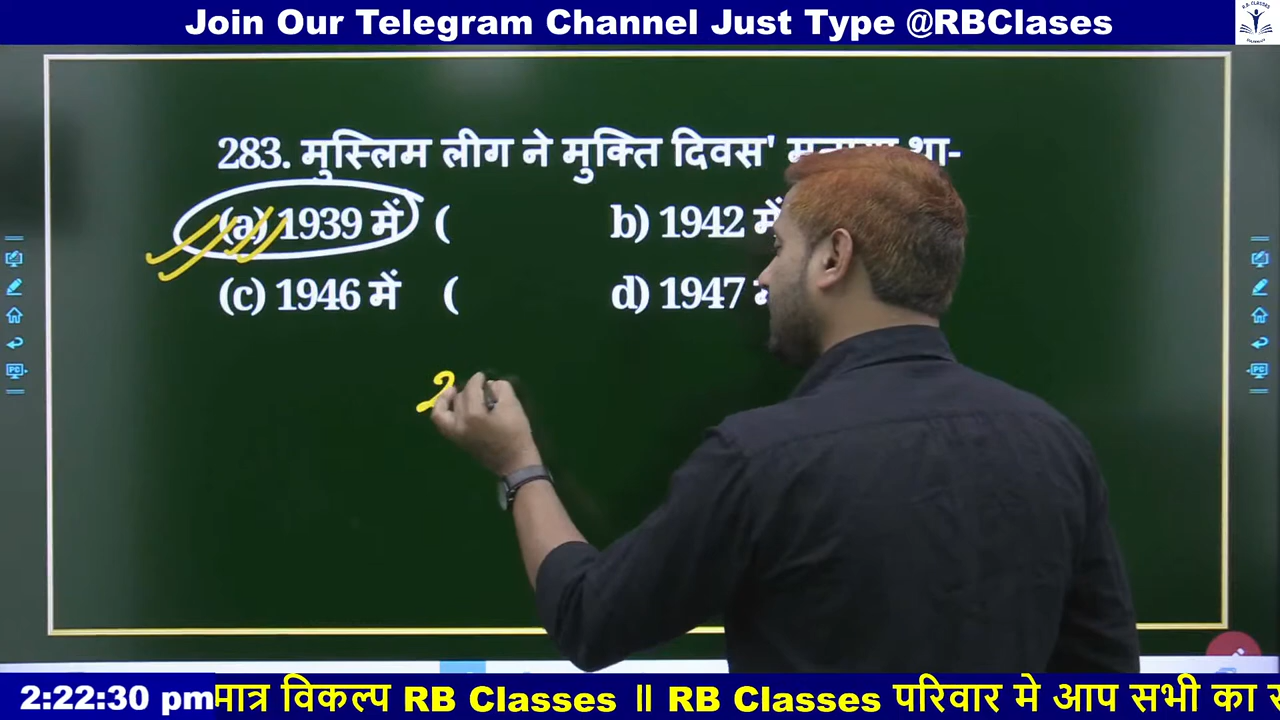 Join Our Telegram Channel Just Type @RBClases
283. मुस्लिम लीग ने मुक्ति दिवस' था-
(a) 1939 में ( b) 1942 में
(c) 1946 में ( d) 1947
2
2:22:30 pm मात्र विकल्प RB Classes ॥ RB Classes परिवार मे आप सभी का